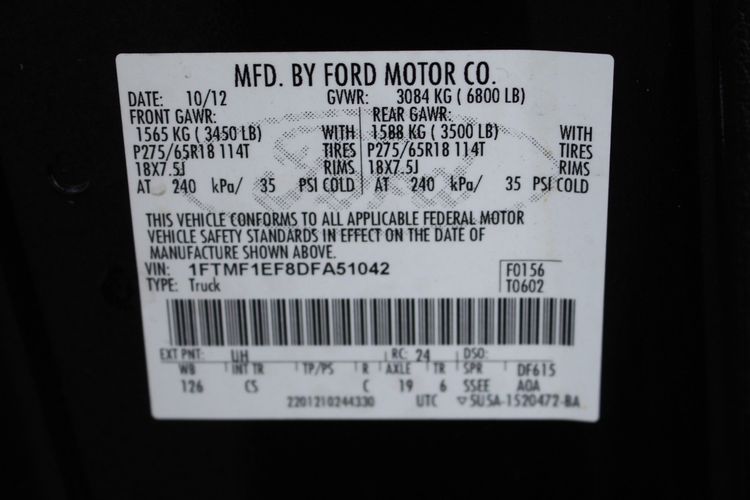 MFD. BY FORD MOTOR CO.
DATE: 10/12 GVWR: 3084 KG ( 6800 LB)
FRONT GAWR: REAR GAWR:
1565 KG ( 3450 LB) WITH 1588 KG ( 3500 LB) WITH
P275/65R18 114T TIRES P275/65R18 114T TIRES
18X7.5J RIMS 18X7.5J RIMS
AT 240 kPa/ 35 PSI COLD AT 240 kPa/ 35 PSI COLD
THIS VEHICLE CONFORMS TO ALL APPLICABLE FEDERAL MOTOR
VEHICLE SAFETY STANDARDS IN EFFECT ON THE DATE OF
MANUFACTURE SHOWN ABOVE.
VIN: 1FTMF1EF8DFA51042 F0156
TYPE: Truck T0602
EXT PNT: UH RC: 24 DSO:
WB INT TR TP/PS R AXLE TR SPR DF615
126 CS C 19 6 SSEE AOA
2201210244330 UTC ▽ 5U5A-1520472-BA